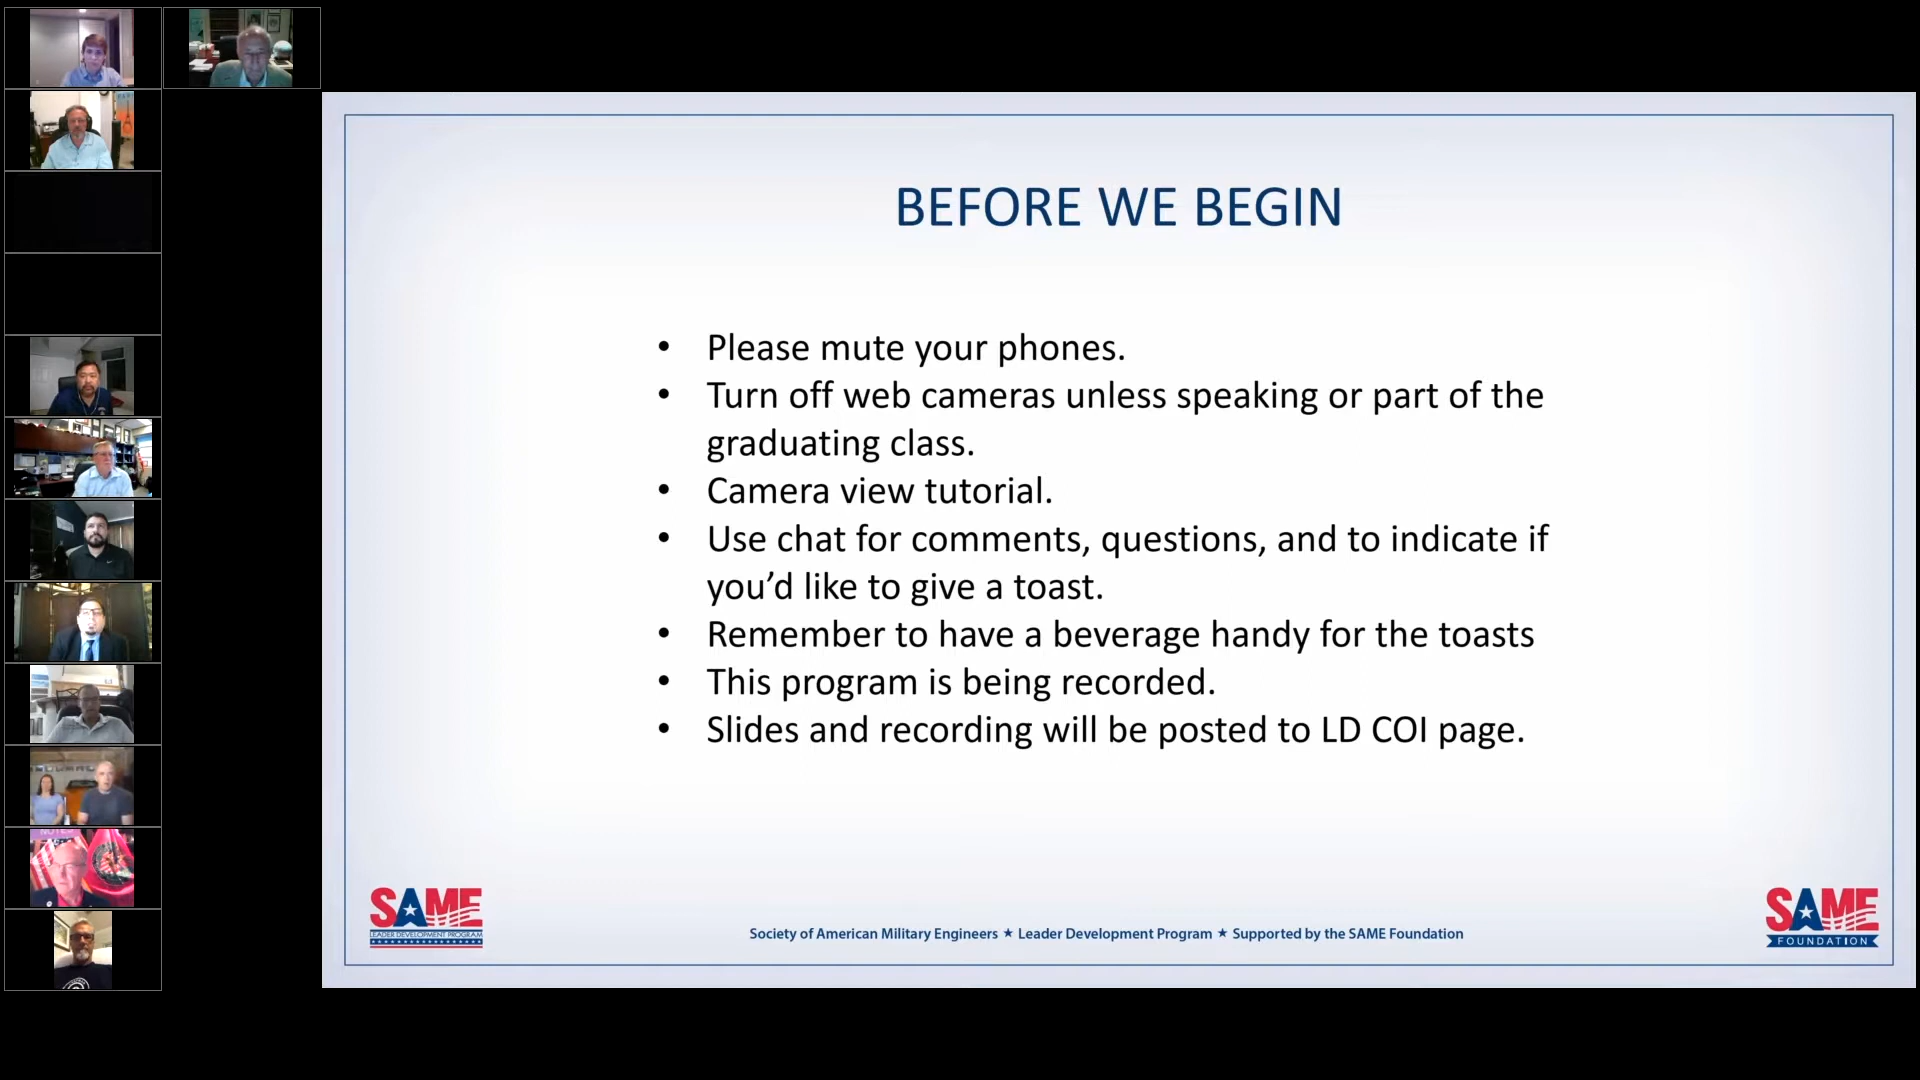 BEFORE WE BEGIN
• Please mute your phones.
• Turn off web cameras unless speaking or part of the
graduating class.
• Camera view tutorial.
• Use chat for comments, questions, and to indicate if
you’d like to give a toast.
• Remember to have a beverage handy for the toasts
• This program is being recorded.
• Slides and recording will be posted to LD COI page.
SAME
LEADER DEVELOPMENT PROGRAM
Society of American Military Engineers ★ Leader Development Program ★ Supported by the SAME Foundation
SAME
FOUNDATION